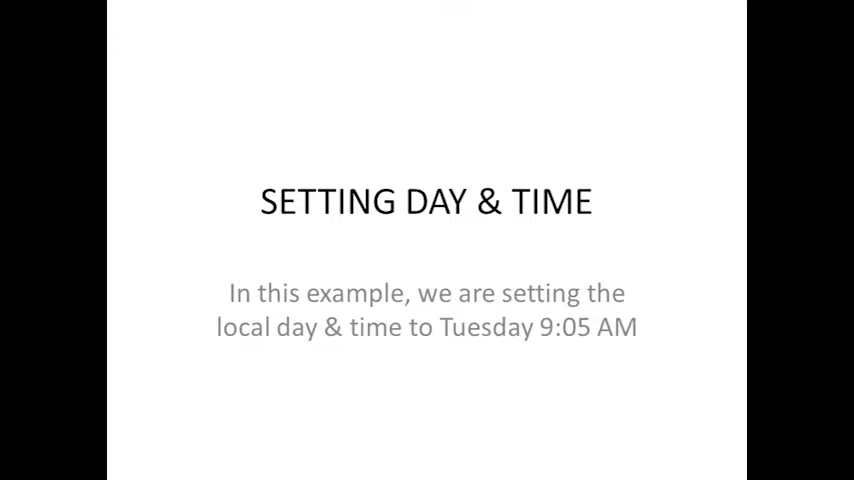 SETTING DAY & TIME
In this example, we are setting the
local day & time to Tuesday 9:05 AM